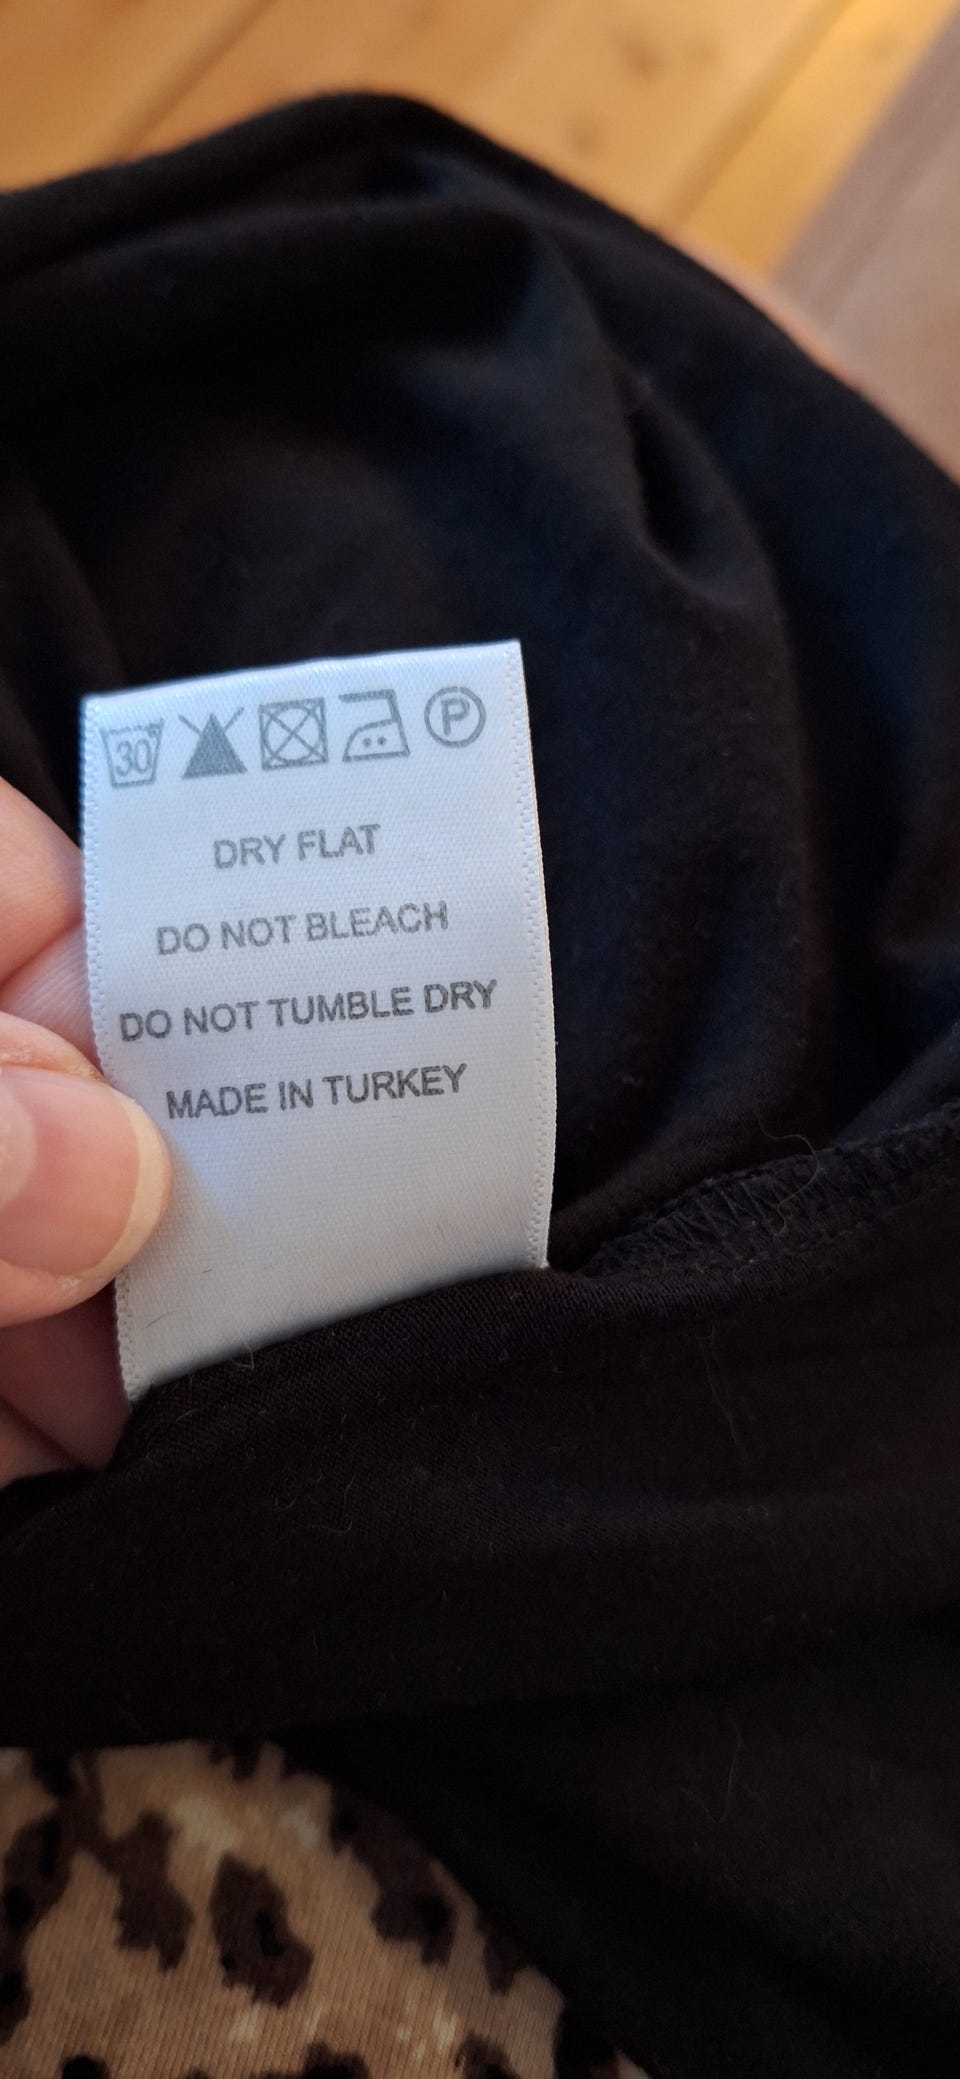 30 P
DRY FLAT
DO NOT BLEACH
DO NOT TUMBLE DRY
MADE IN TURKEY